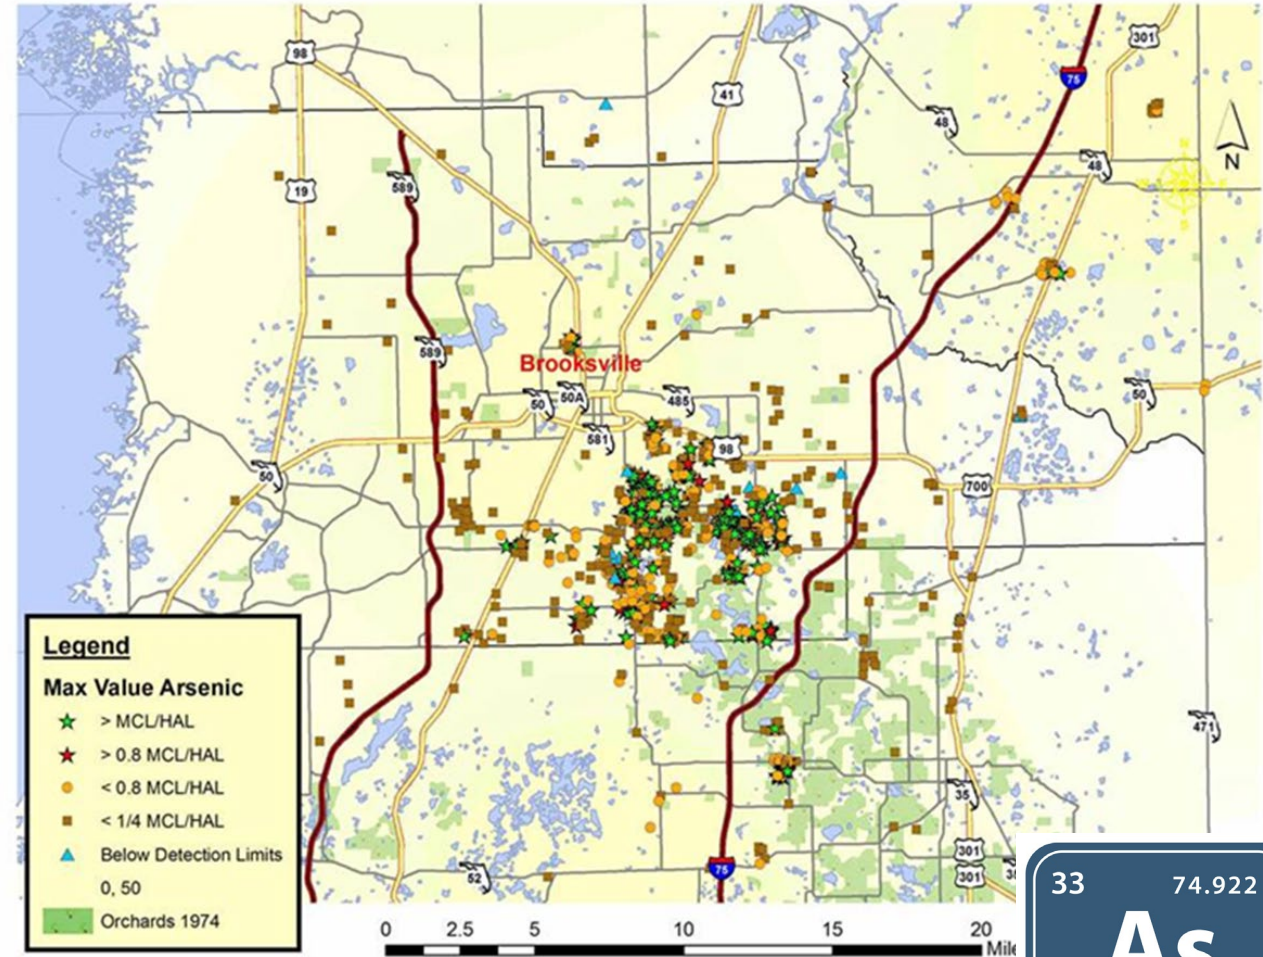 98
41
301
75
48
48
N
N
W
E
S
589
19
589
Brooksville
50
50A
485
581
98
50
50
700
Legend
Max Value Arsenic
> MCL/HAL
> 0.8 MCL/HAL
< 0.8 MCL/HAL
< 1/4 MCL/HAL
Below Detection Limits
0, 50
Orchards 1974
471
35
52
75
301
301
33
74.922
As
0 2.5 5 10 15 20